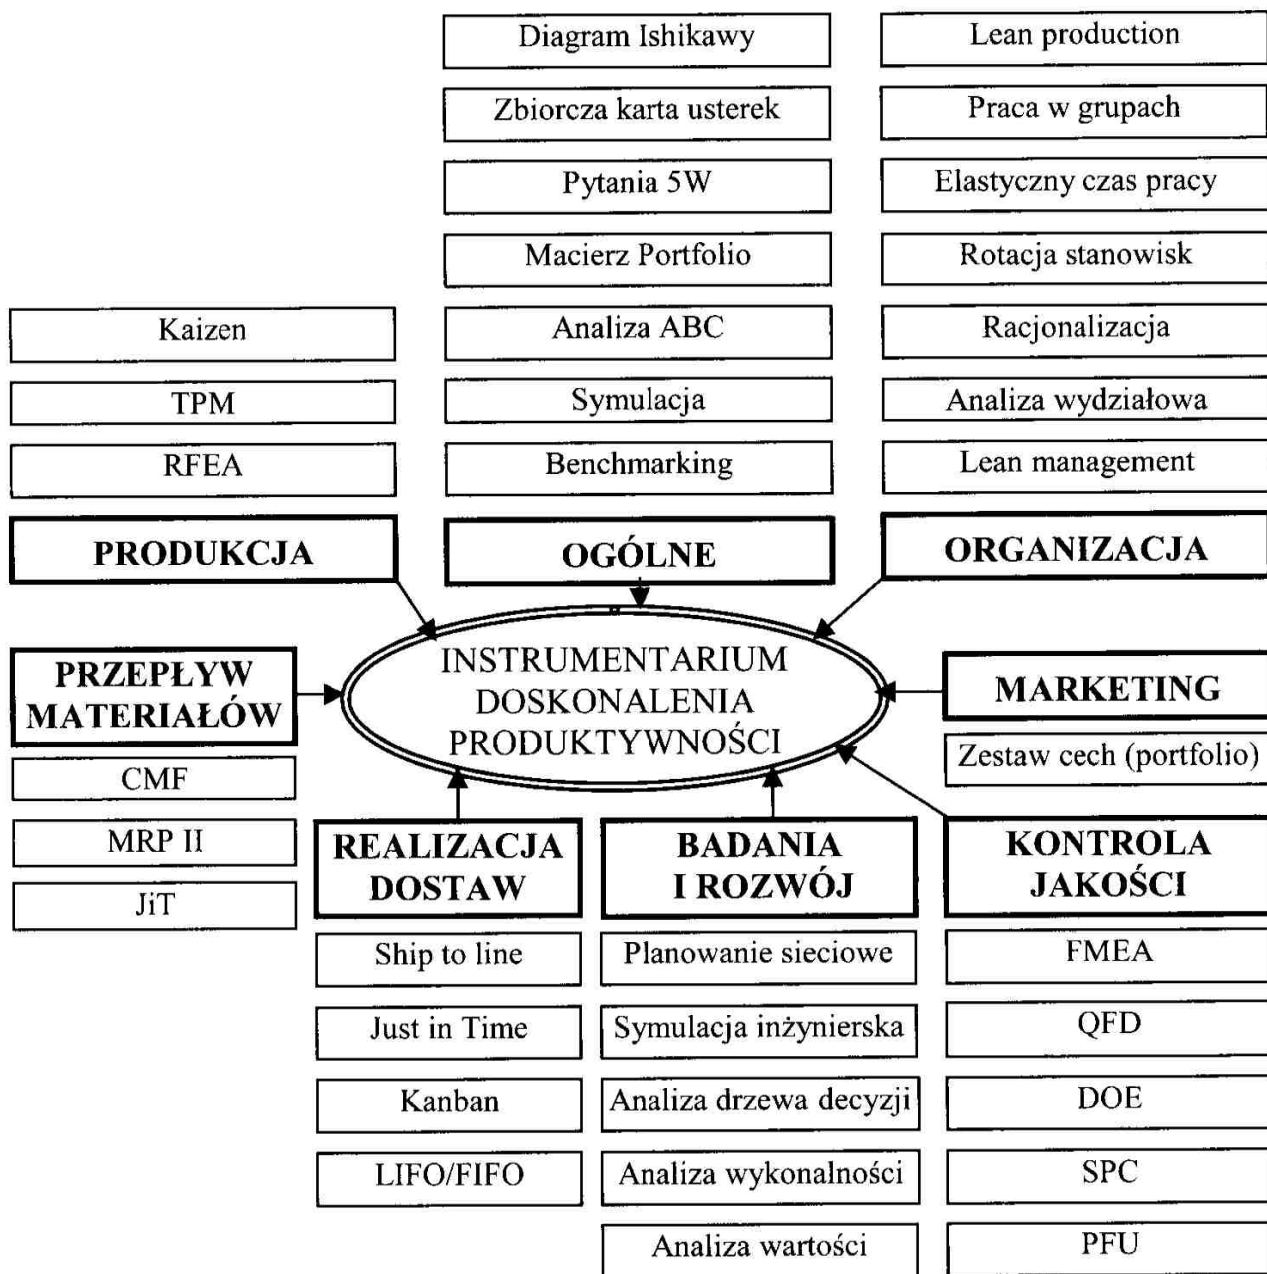 Diagram Ishikawy
Zbiorcza karta usterek
Pytania 5W
Macierz Portfolio
Analiza ABC
Symulacja
Benchmarking
OGÓLNE
Lean production
Praca w grupach
Elastyczny czas pracy
Rotacja stanowisk
Racjonalizacja
Analiza wydziałowa
Lean management
ORGANIZACJA
Kaizen
TPM
RFEA
PRODUKCJA
INSTRUMENTARIUM
DOSKONALENIA
PRODUKTYWNOŚCI
PRZEPŁYW
MATERIAŁÓW
CMF
MRP II
JiT
MARKETING
Zestaw cech (portfolio)
REALIZACJA
DOSTAW
Ship to line
Just in Time
Kanban
LIFO/FIFO
BADANIA
I ROZWÓJ
Planowanie sieciowe
Symulacja inżynierska
Analiza drzewa decyzji
Analiza wykonalności
Analiza wartości
KONTROLA
JAKOŚCI
FMEA
QFD
DOE
SPC
PFU